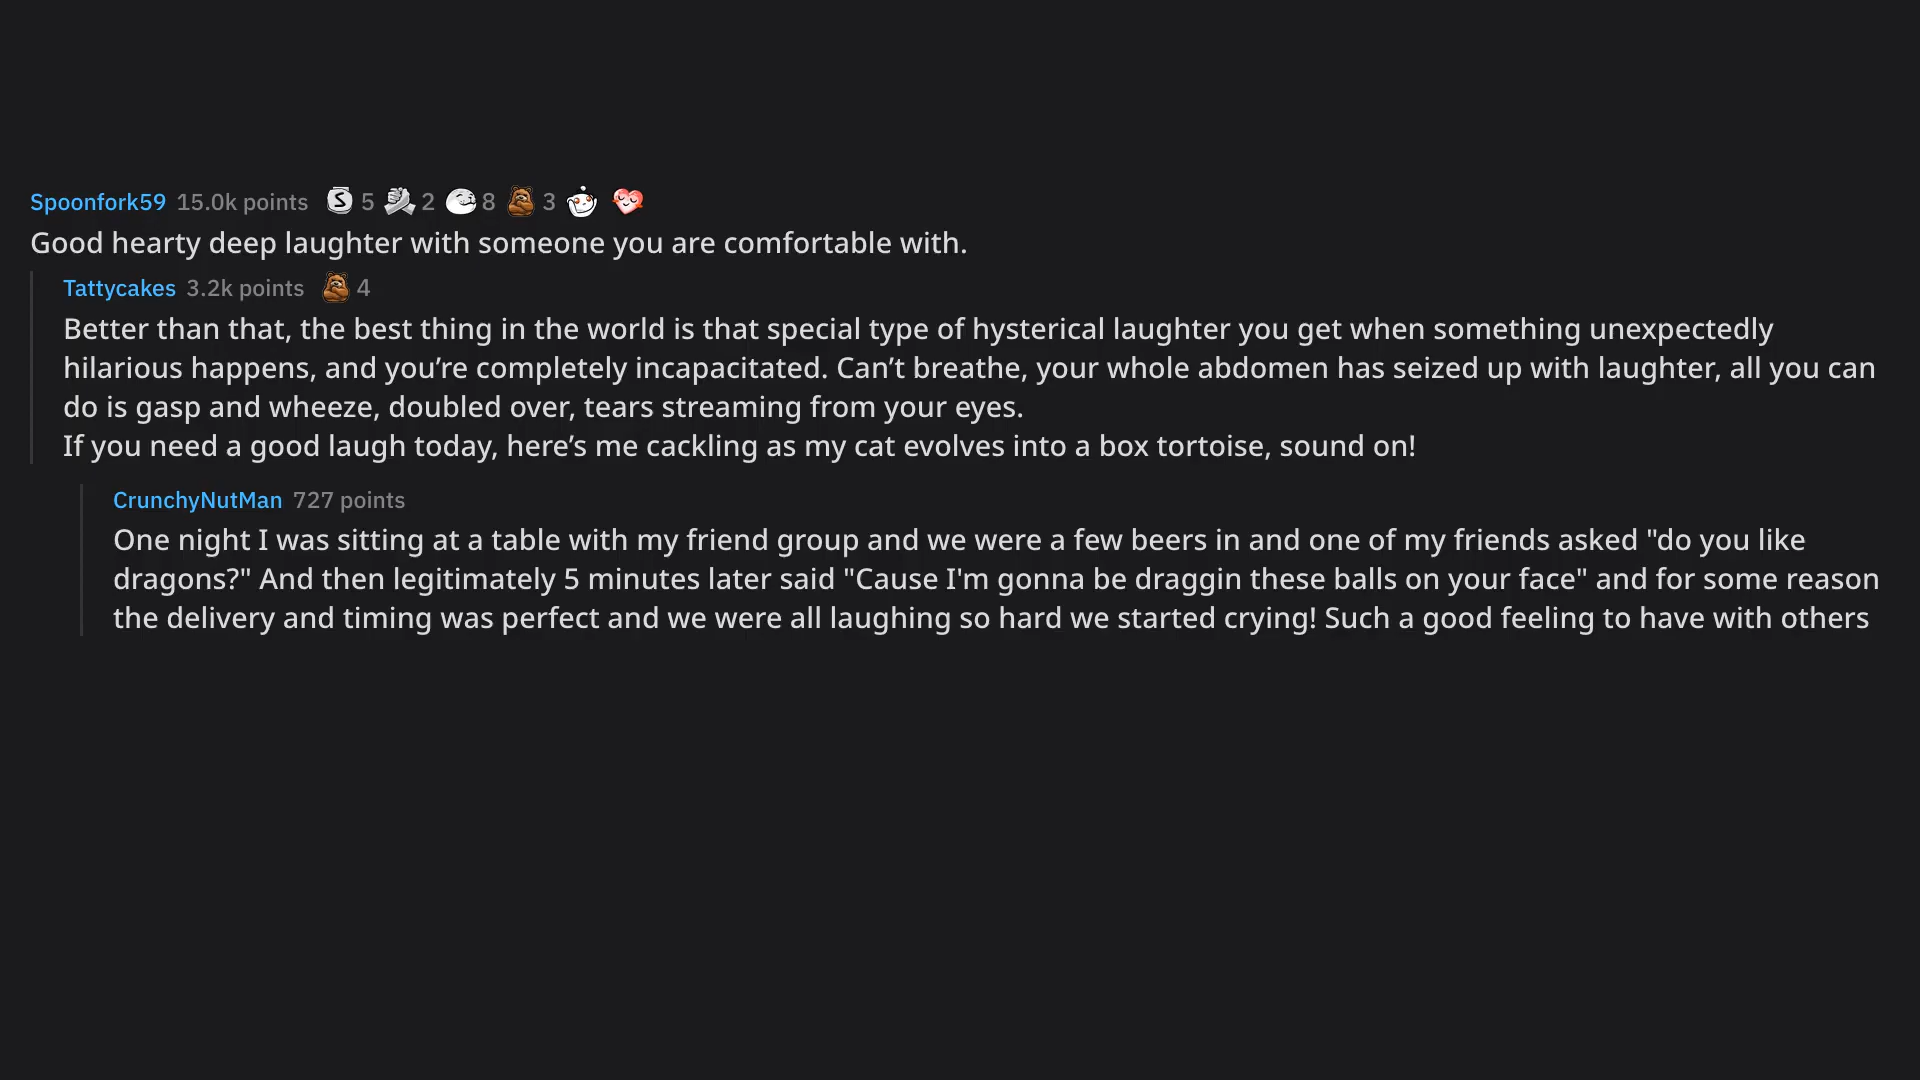 Spoonfork59 15.0k points S 5 2 8 3
Good hearty deep laughter with someone you are comfortable with.
Tattycakes 3.2k points 4
Better than that, the best thing in the world is that special type of hysterical laughter you get when something unexpectedly
hilarious happens, and you’re completely incapacitated. Can’t breathe, your whole abdomen has seized up with laughter, all you can
do is gasp and wheeze, doubled over, tears streaming from your eyes.
If you need a good laugh today, here’s me cackling as my cat evolves into a box tortoise, sound on!
CrunchyNutMan 727 points
One night I was sitting at a table with my friend group and we were a few beers in and one of my friends asked "do you like
dragons?" And then legitimately 5 minutes later said "Cause I'm gonna be draggin these balls on your face" and for some reason
the delivery and timing was perfect and we were all laughing so hard we started crying! Such a good feeling to have with others